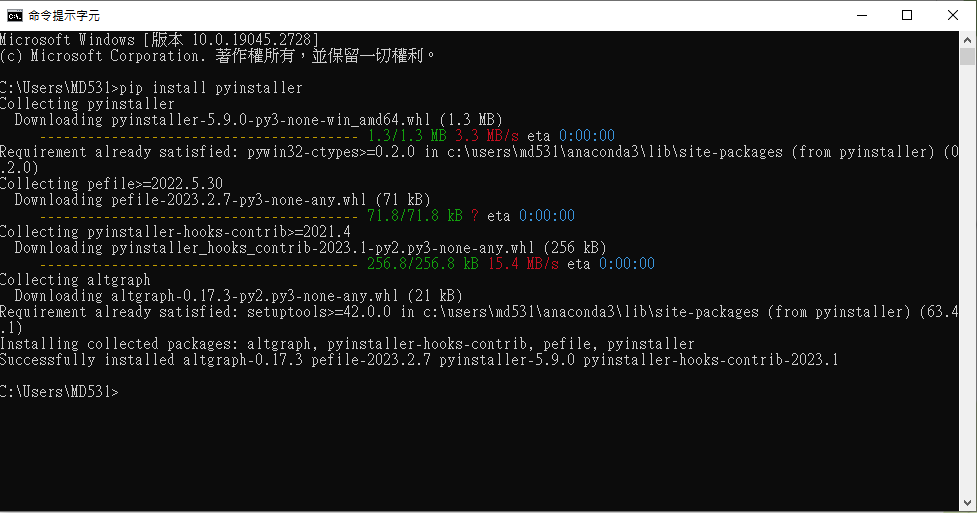 命令提示字元
Microsoft Windows [版本 10.0.19045.2728]
(c) Microsoft Corporation. 著作權所有，並保留一切權利。
C:\Users\MD531>pip install pyinstaller
Collecting pyinstaller
  Downloading pyinstaller-5.9.0-py3-none-win_amd64.whl (1.3 MB)
     ---------------------------------------- 1.3/1.3 MB 3.3 MB/s eta 0:00:00
Requirement already satisfied: pywin32-ctypes>=0.2.0 in c:\users\md531\anaconda3\lib\site-packages (from pyinstaller) (0
.2.0)
Collecting pefile>=2022.5.30
  Downloading pefile-2023.2.7-py3-none-any.whl (71 kB)
     ---------------------------------------- 71.8/71.8 kB ? eta 0:00:00
Collecting pyinstaller-hooks-contrib>=2021.4
  Downloading pyinstaller_hooks_contrib-2023.1-py2.py3-none-any.whl (256 kB)
     ---------------------------------------- 256.8/256.8 kB 15.4 MB/s eta 0:00:00
Collecting altgraph
  Downloading altgraph-0.17.3-py2.py3-none-any.whl (21 kB)
Requirement already satisfied: setuptools>=42.0.0 in c:\users\md531\anaconda3\lib\site-packages (from pyinstaller) (63.4
.1)
Installing collected packages: altgraph, pyinstaller-hooks-contrib, pefile, pyinstaller
Successfully installed altgraph-0.17.3 pefile-2023.2.7 pyinstaller-5.9.0 pyinstaller-hooks-contrib-2023.1
C:\Users\MD531>